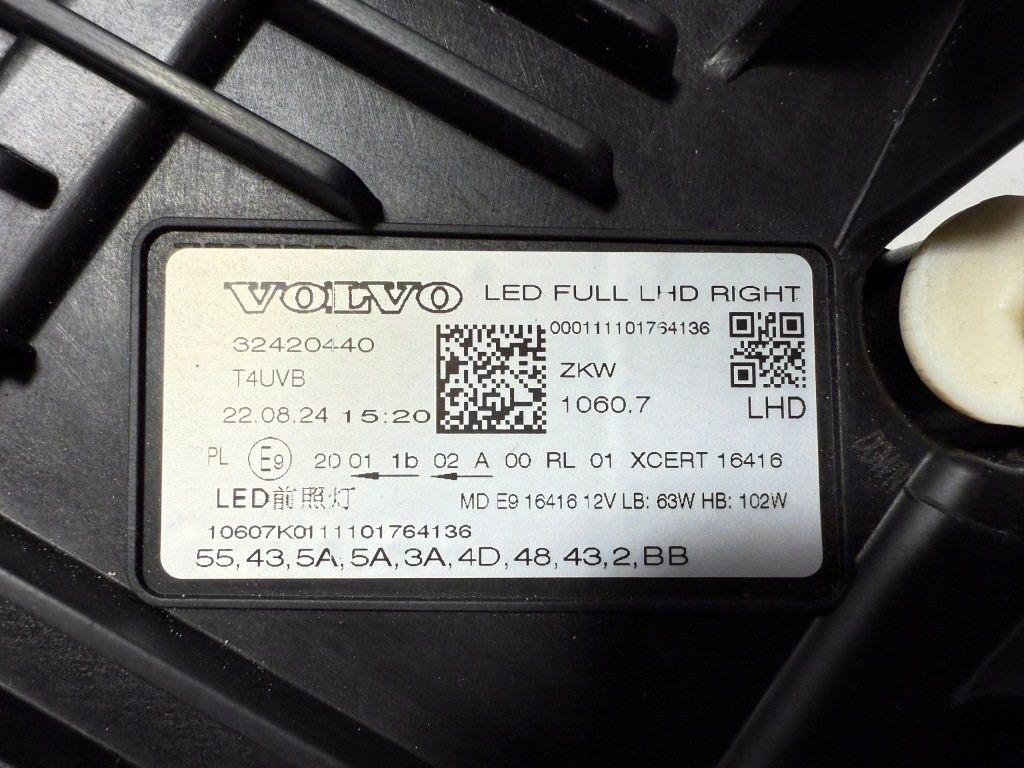 VOLVO LED FULL LHD RIGHT
32420440
000111101764136
T4UVB
ZKW
22.08.24 15:20
1060.7
LHD
PL E9 20 01 1b 02 A 00 RL 01 XCERT 16416
LED前照灯 MD E9 16416 12V LB: 63W HB: 102W
10607K0111101764136
55,43,5A,5A,3A,4D,48,43,2,BB